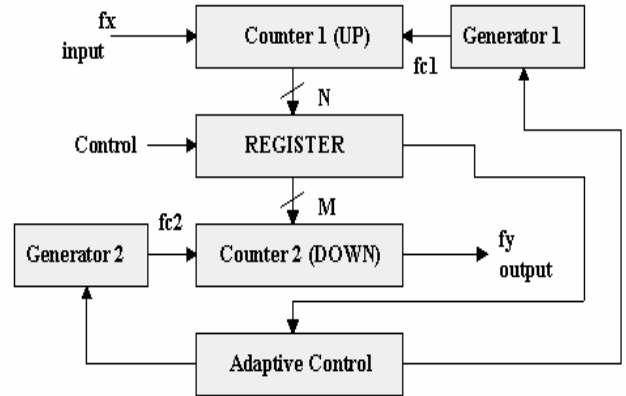 fx
input
Counter 1 (UP)
fc1
Generator 1
N
Control
REGISTER
M
fc2
Generator 2
Counter 2 (DOWN)
fy
output
Adaptive Control